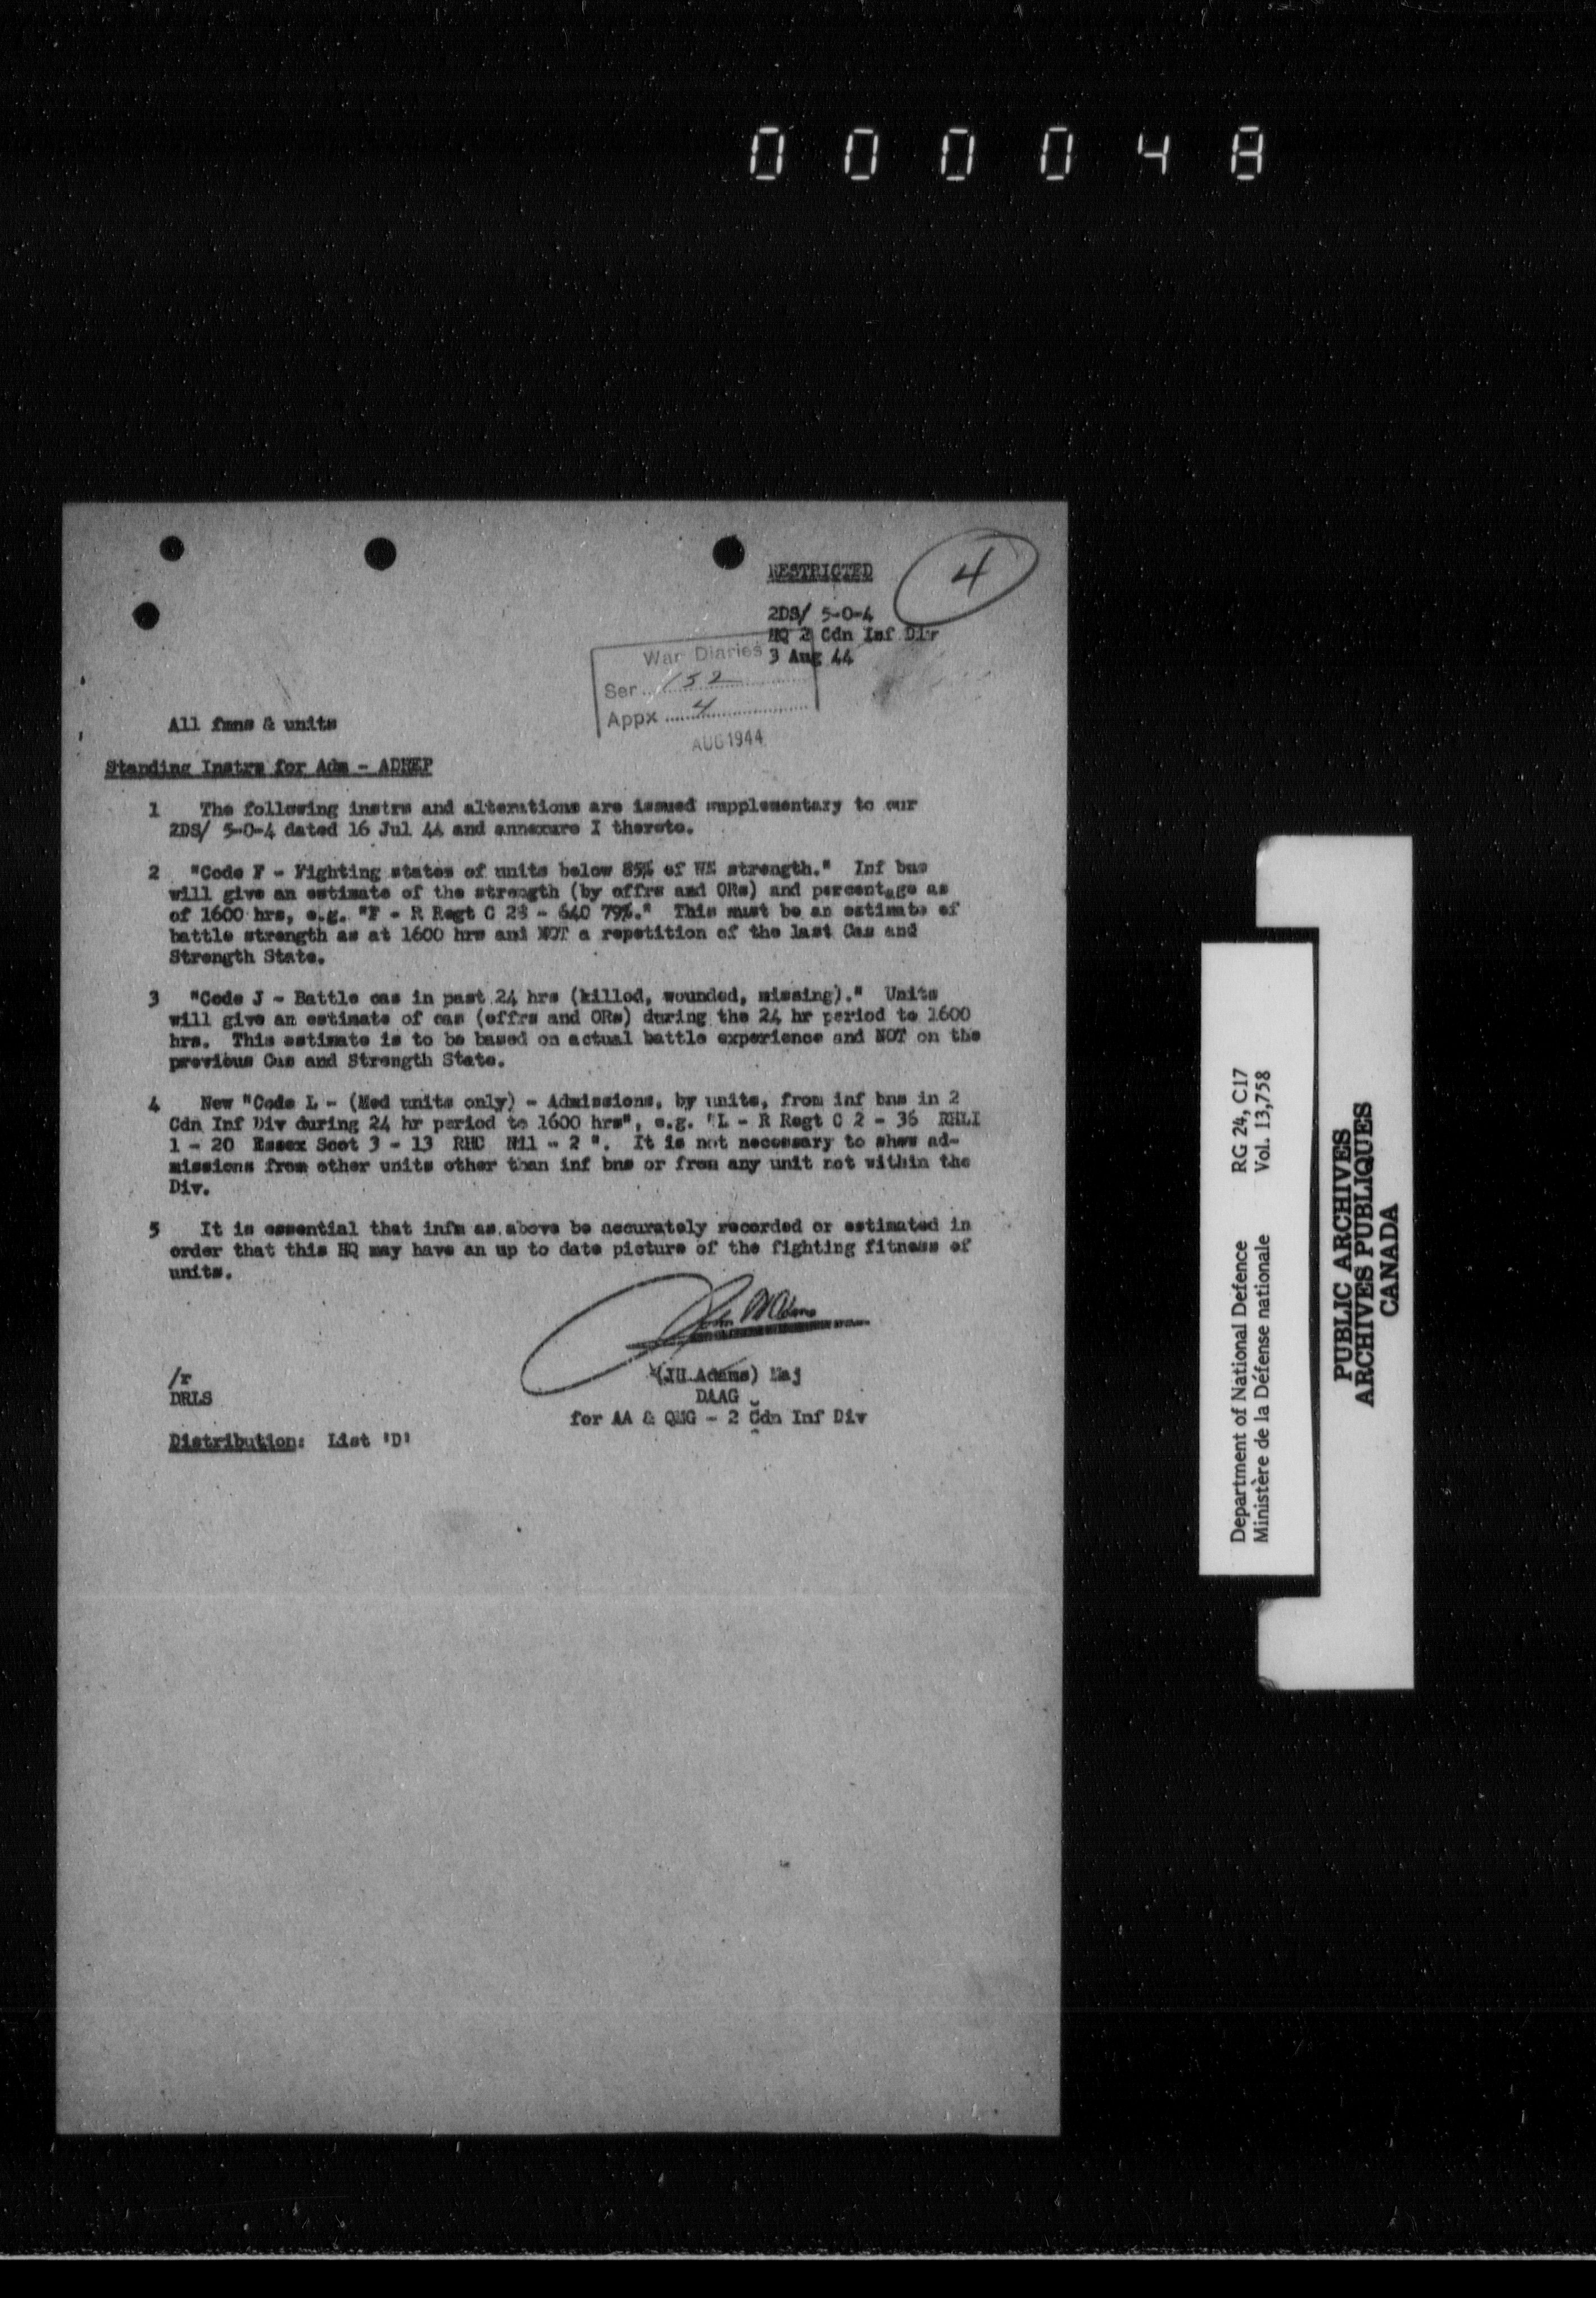 000048
RESTRICTED
4
2DS/ 5-0-4
HQ 2 Cdn Inf Div
3 Aug 44
War Diaries
Ser 152
Appx 4
AUG 1944
All fmns & units
Standing Instrs for Adm - ADREP
1 The following instrs and alterations are issued supplementary to our
2DS/ 5-0-4 dated 16 Jul 44 and annexure I thereto.
2 "Code F - Fighting states of units below 85% of WE strength." Inf bns
will give an estimate of the strength (by offrs and ORs) and percentage as
of 1600 hrs, e.g. "F - R Regt C 28 - 640 79%." This must be an estimate of
battle strength as at 1600 hrs and NOT a repetition of the last Cas and
Strength State.
3 "Code J - Battle cas in past 24 hrs (killed, wounded, missing)." Units
will give an estimate of cas (offrs and ORs) during the 24 hr period to 1600
hrs. This estimate is to be based on actual battle experience and NOT on the
previous Cas and Strength State.
4 New "Code L - (Med units only) - Admissions, by units, from inf bns in 2
Cdn Inf Div during 24 hr period to 1600 hrs", e.g. "L - R Regt C 2 - 36 RHLI
1 - 20 Essex Scot 3 - 13 RHC Nil - 2 ". It is not necessary to show ad-
missions from other units other than inf bns or from any unit not within the
Div.
5 It is essential that infm as above be accurately recorded or estimated in
order that this HQ may have an up to date picture of the fighting fitness of
units.
/r
DRLS
(JH Adams) Maj
DAAG
for AA & QMG - 2 Cdn Inf Div
Distribution: List 'D'
Department of National Defence RG 24, C17
Ministère de la Défense nationale Vol. 13,758
PUBLIC ARCHIVES
ARCHIVES PUBLIQUES
CANADA